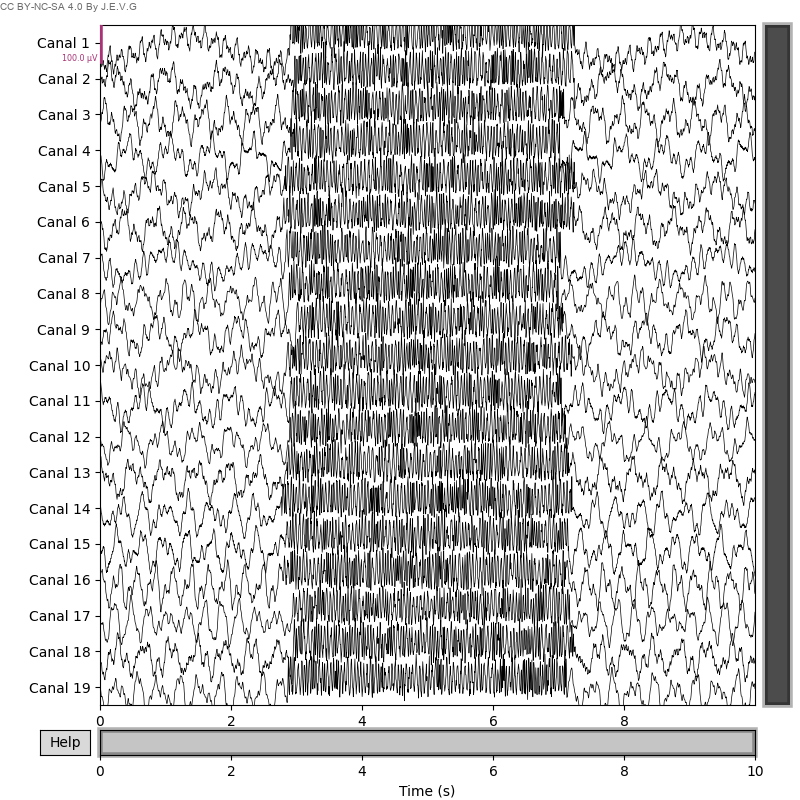 CC BY-NC-SA 4.0 By J.E.V.G
Canal 1
100.0 µV
Canal 2
Canal 3
Canal 4
Canal 5
Canal 6
Canal 7
Canal 8
Canal 9
Canal 10
Canal 11
Canal 12
Canal 13
Canal 14
Canal 15
Canal 16
Canal 17
Canal 18
Canal 19
0 2 4 6 8
Help
0 2 4 6 8 10
Time (s)